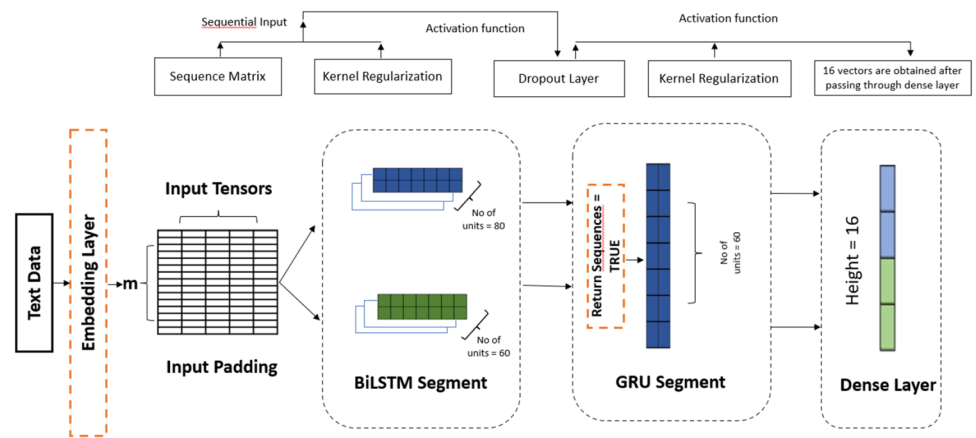 Sequential Input
Activation function
Activation function
Sequence Matrix
Kernel Regularization
Dropout Layer
Kernel Regularization
16 vectors are obtained after
passing through dense layer
Text Data
Embedding Layer
Input Tensors
m
Input Padding
No of
units = 80
No of
units = 60
BiLSTM Segment
Return Sequences =
TRUE
No of
units = 60
GRU Segment
Height = 16
Dense Layer